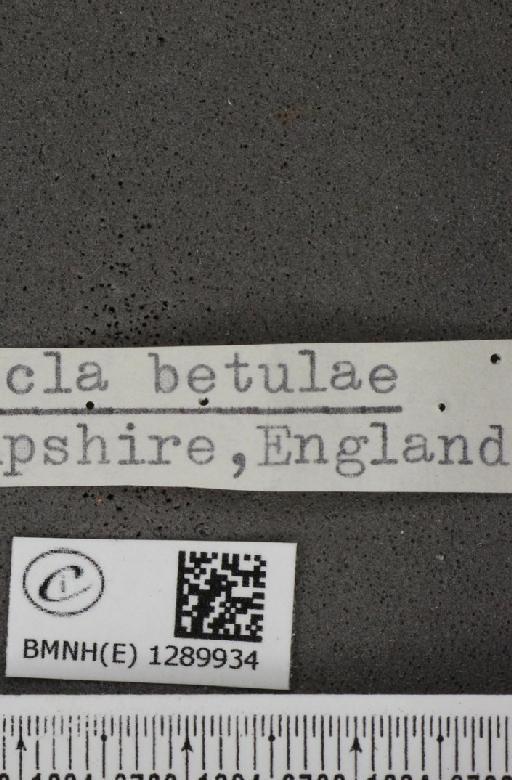 cla betulae
pshire, England
BMNH(E) 1289934